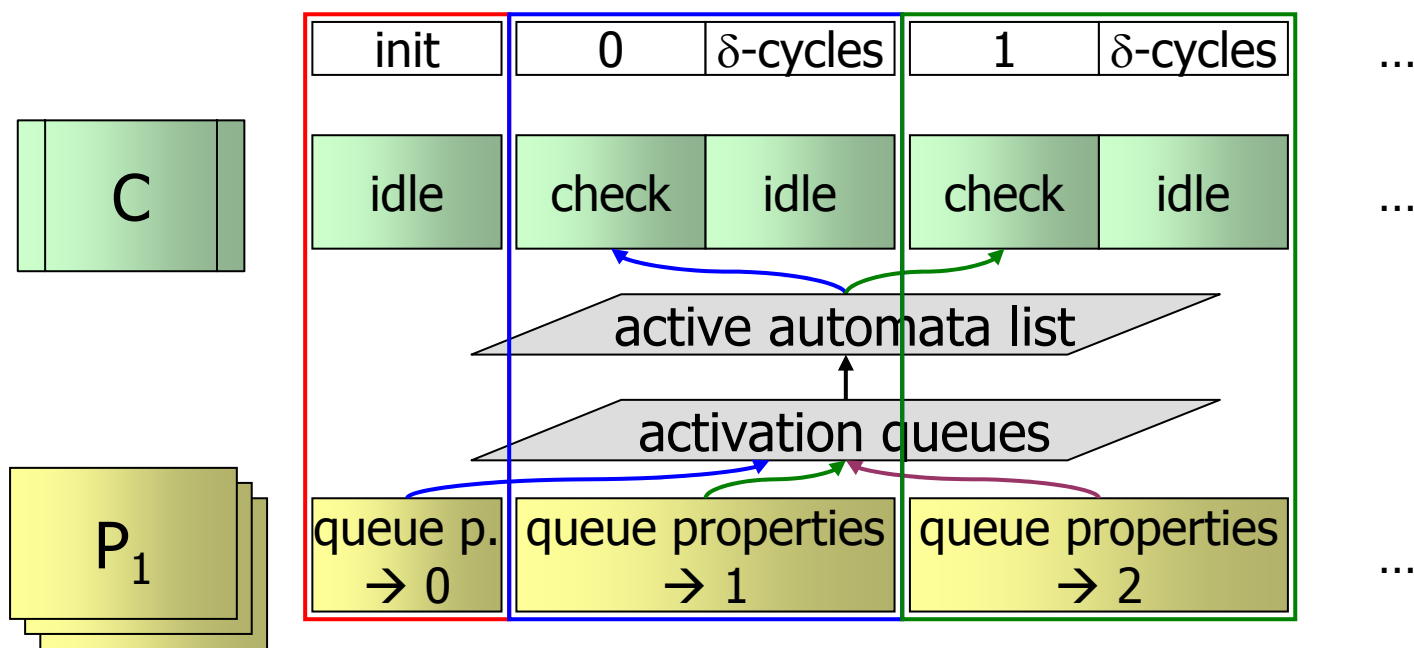 init 0 δ-cycles 1 δ-cycles ...
C idle check idle check idle ...
active automata list
activation queues
P1 queue p. queue properties queue properties ...
→ 0 → 1 → 2